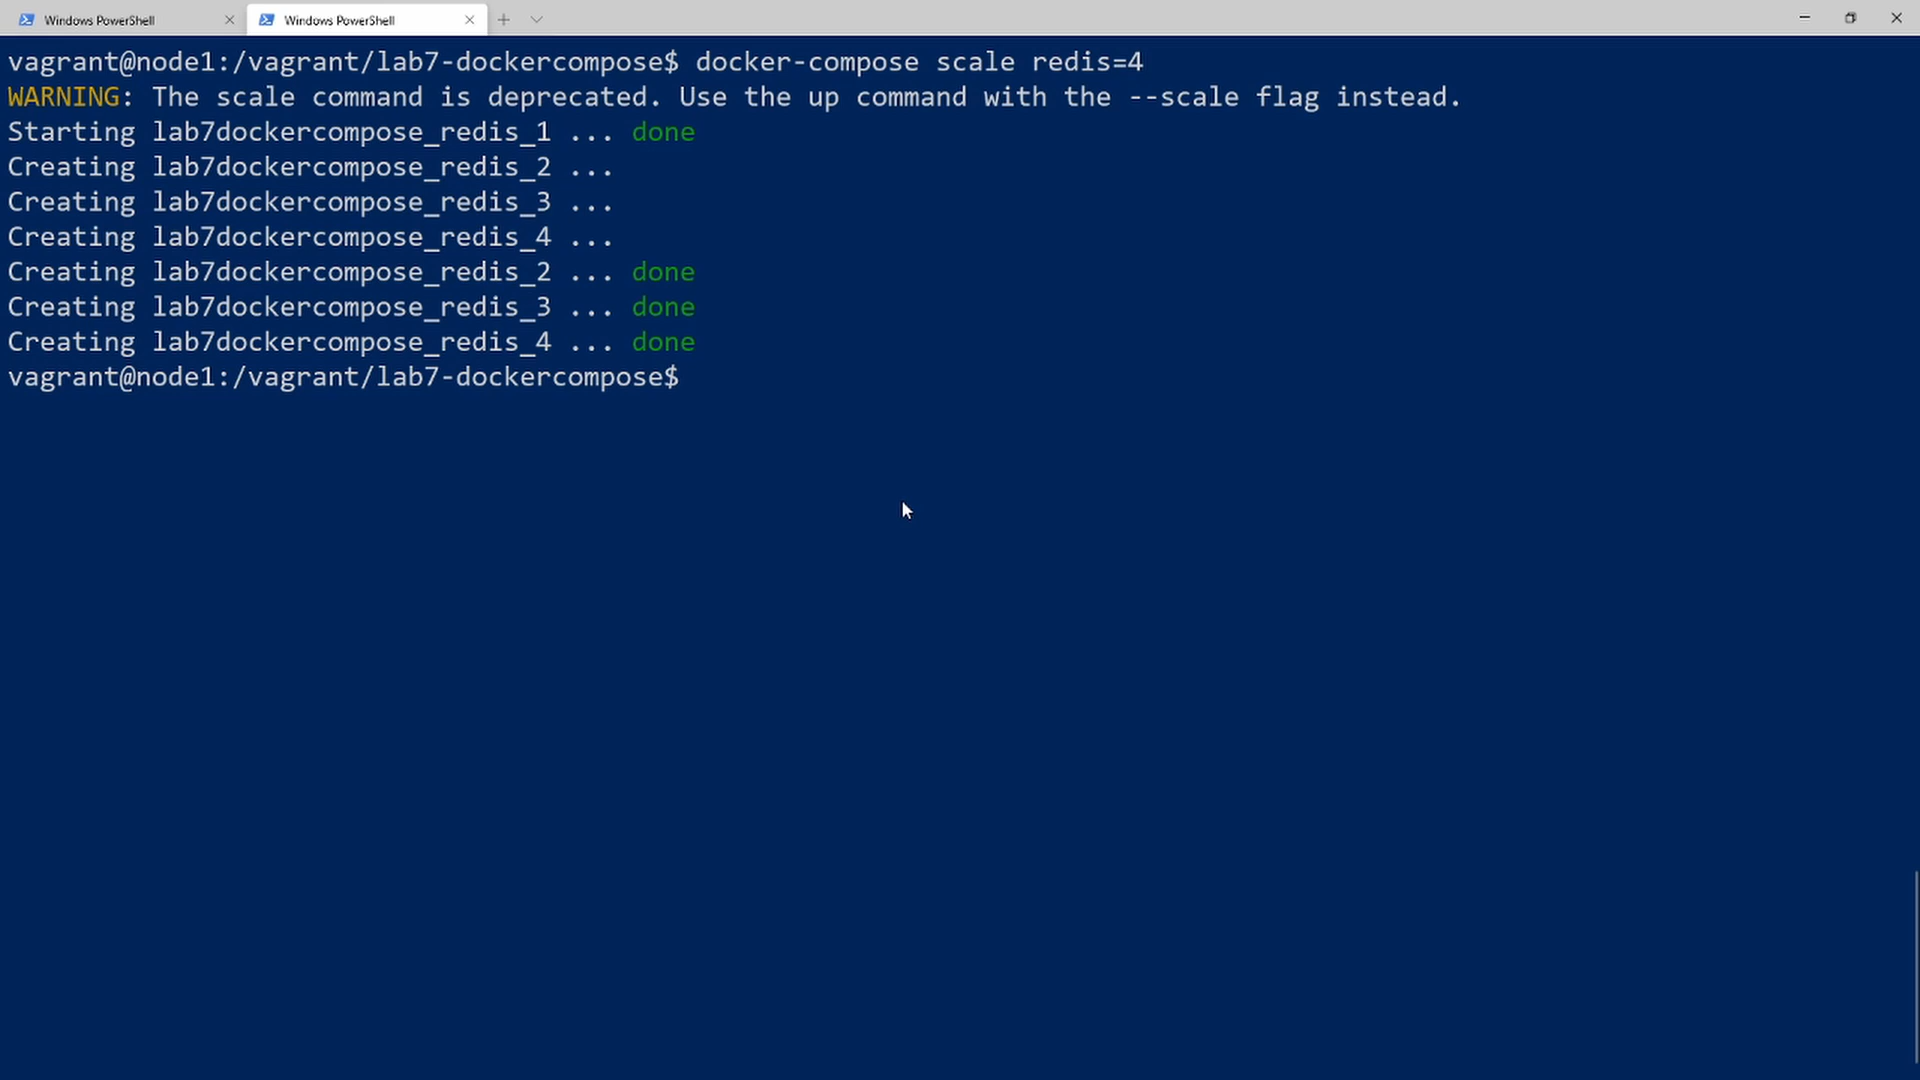 Windows PowerShell
Windows PowerShell
vagrant@node1:/vagrant/lab7-dockercompose$ docker-compose scale redis=4
WARNING: The scale command is deprecated. Use the up command with the --scale flag instead.
Starting lab7dockercompose_redis_1 ... done
Creating lab7dockercompose_redis_2 ...
Creating lab7dockercompose_redis_3 ...
Creating lab7dockercompose_redis_4 ...
Creating lab7dockercompose_redis_2 ... done
Creating lab7dockercompose_redis_3 ... done
Creating lab7dockercompose_redis_4 ... done
vagrant@node1:/vagrant/lab7-dockercompose$